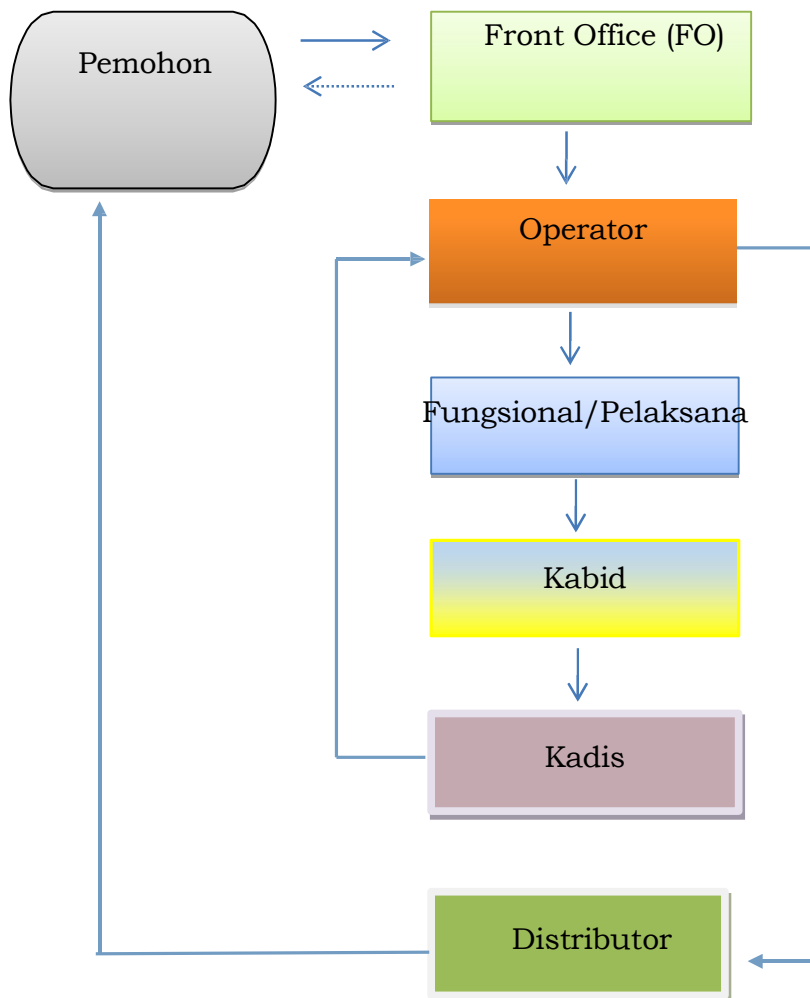 Pemohon
Front Office (FO)
Operator
Fungsional/Pelaksana
Kabid
Kadis
Distributor